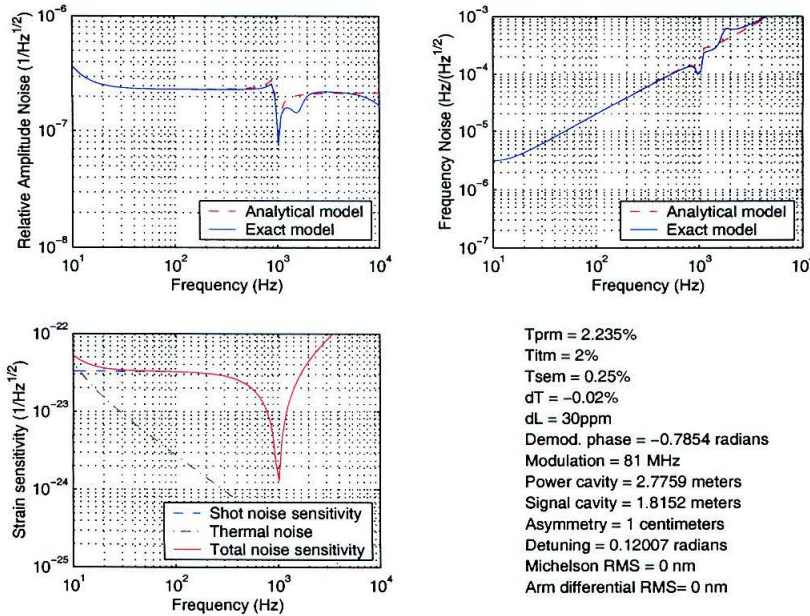 Relative Amplitude Noise (1/Hz^1/2)
10^-6
10^-7
10^-8
Analytical model
Exact model
10^1 10^2 10^3 10^4
Frequency (Hz)
Frequency Noise (Hz/(Hz^1/2)
10^-3
10^-4
10^-5
10^-6
10^-7
Analytical model
Exact model
10^1 10^2 10^3 10^4
Frequency (Hz)
Strain sensitivity (1/Hz^1/2)
10^-22
10^-23
10^-24
10^-25
Shot noise sensitivity
Thermal noise
Total noise sensitivity
10^1 10^2 10^3 10^4
Frequency (Hz)
Tprm = 2.235%
Titm = 2%
Tsem = 0.25%
dT = −0.02%
dL = 30ppm
Demod. phase = −0.7854 radians
Modulation = 81 MHz
Power cavity = 2.7759 meters
Signal cavity = 1.8152 meters
Asymmetry = 1 centimeters
Detuning = 0.12007 radians
Michelson RMS = 0 nm
Arm differential RMS= 0 nm